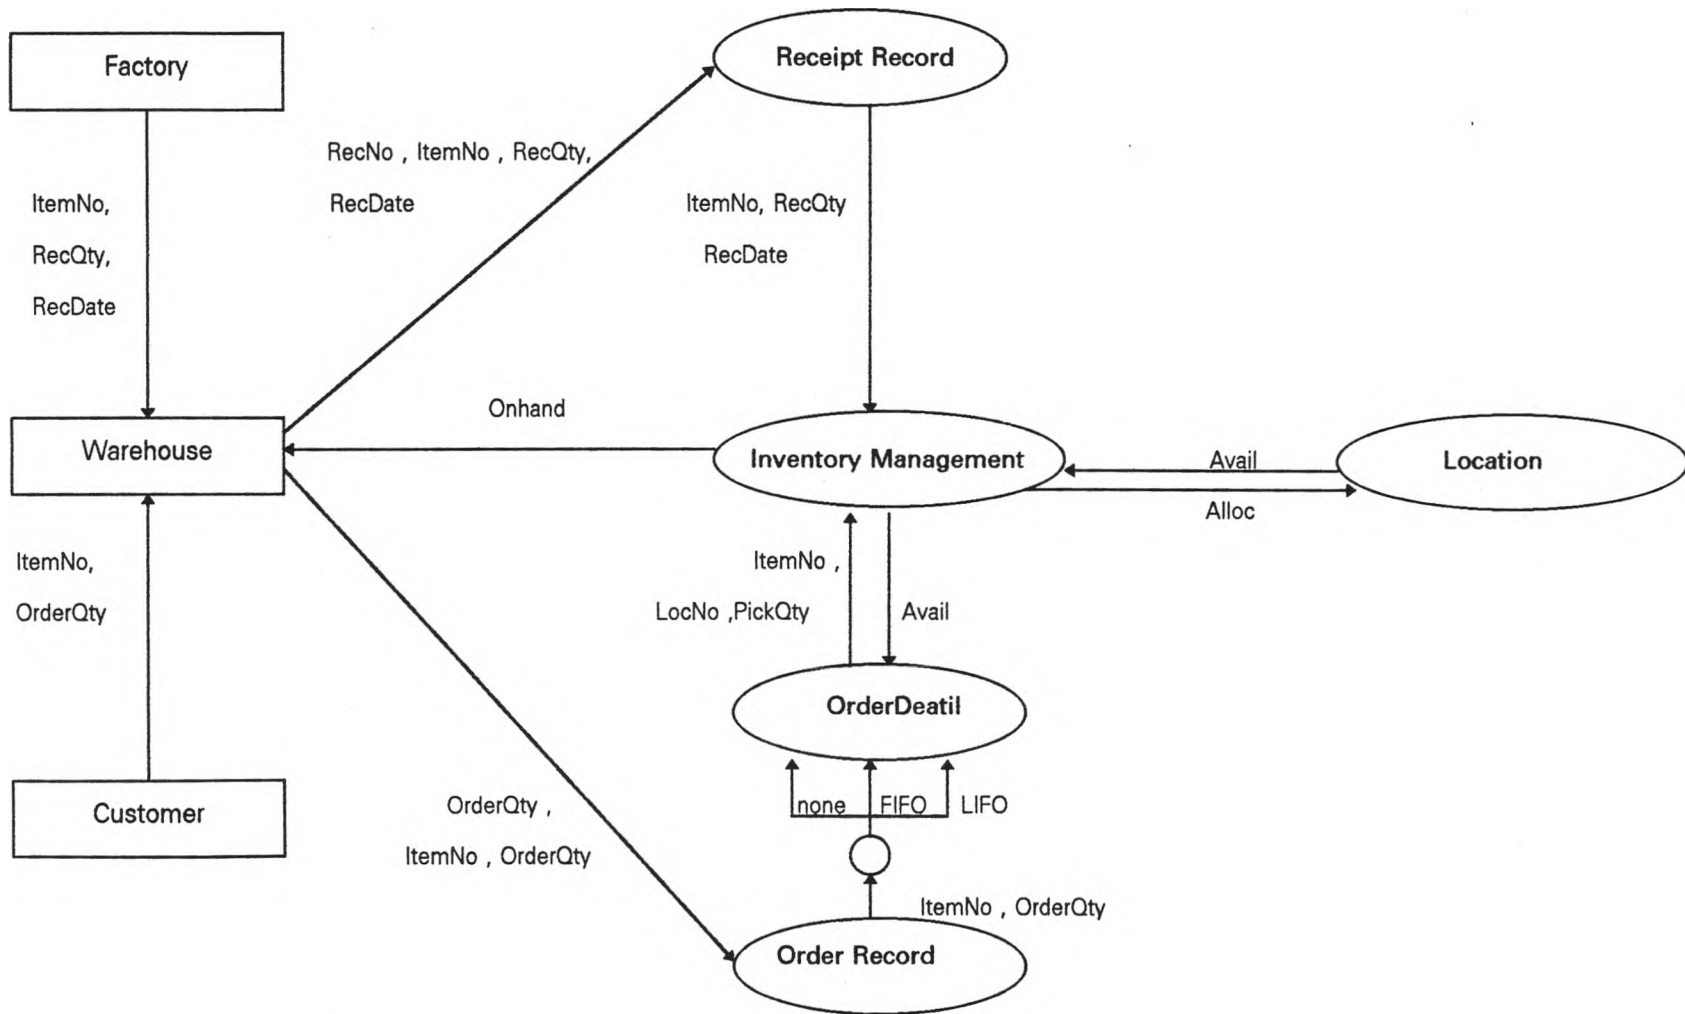 Factory
Receipt Record
RecNo , ItemNo , RecQty,
RecDate
ItemNo,
RecQty,
RecDate
ItemNo, RecQty
RecDate
Onhand
Warehouse
Inventory Management
Avail
Alloc
Location
ItemNo,
OrderQty
ItemNo ,
LocNo ,PickQty
Avail
OrderDeatil
Customer
none
FIFO
LIFO
OrderQty ,
ItemNo , OrderQty
ItemNo , OrderQty
Order Record